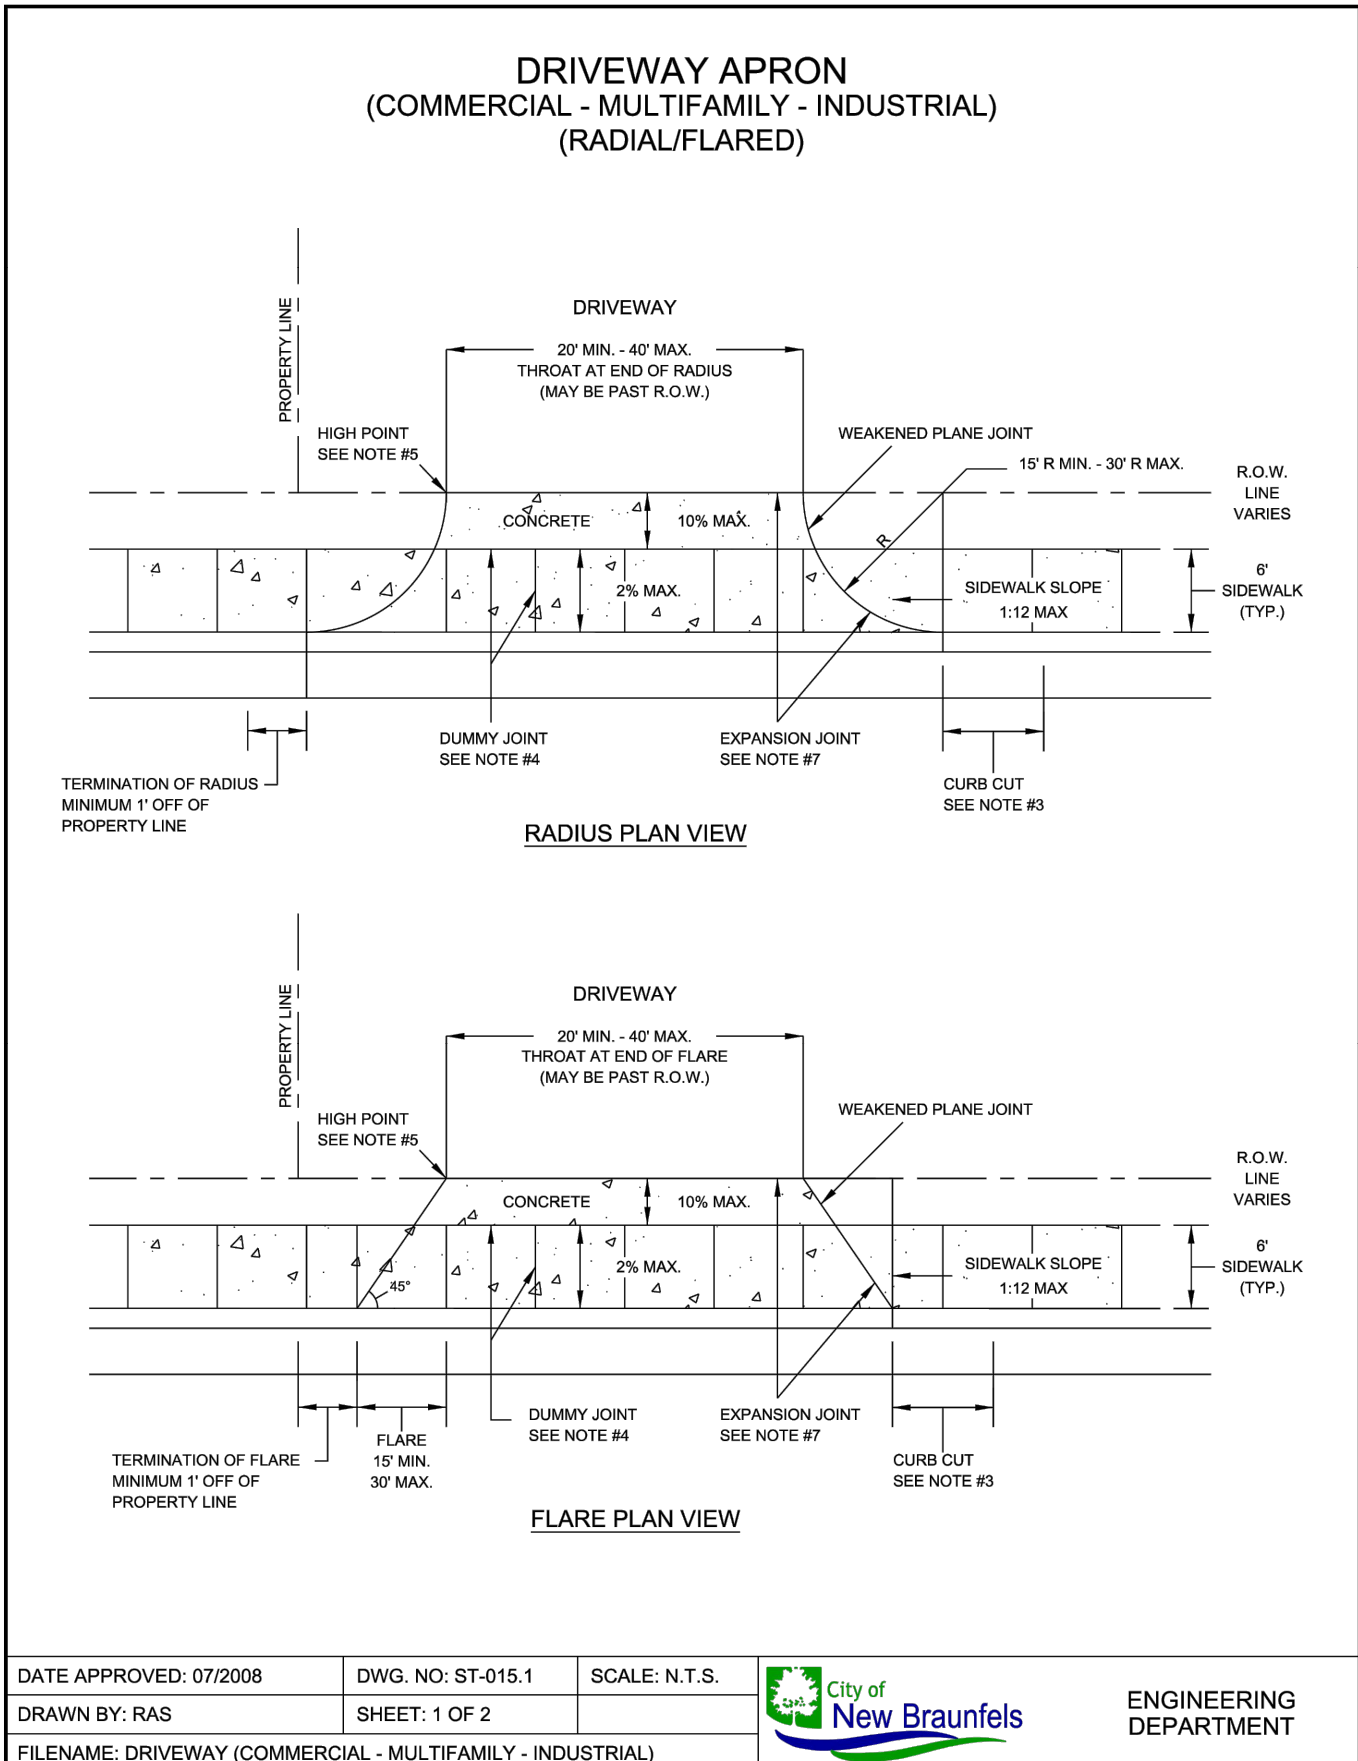 DRIVEWAY APRON
(COMMERCIAL - MULTIFAMILY - INDUSTRIAL)
(RADIAL/FLARED)
PROPERTY LINE
DRIVEWAY
20' MIN. - 40' MAX.
THROAT AT END OF RADIUS
(MAY BE PAST R.O.W.)
HIGH POINT
SEE NOTE #5
WEAKENED PLANE JOINT
15' R MIN. - 30' R MAX.
R.O.W.
LINE
VARIES
CONCRETE
10% MAX.
R
2% MAX.
SIDEWALK SLOPE
1:12 MAX
6'
SIDEWALK
(TYP.)
DUMMY JOINT
SEE NOTE #4
EXPANSION JOINT
SEE NOTE #7
TERMINATION OF RADIUS
MINIMUM 1' OFF OF
PROPERTY LINE
CURB CUT
SEE NOTE #3
RADIUS PLAN VIEW
PROPERTY LINE
DRIVEWAY
20' MIN. - 40' MAX.
THROAT AT END OF FLARE
(MAY BE PAST R.O.W.)
HIGH POINT
SEE NOTE #5
WEAKENED PLANE JOINT
R.O.W.
LINE
VARIES
CONCRETE
10% MAX.
45°
2% MAX.
SIDEWALK SLOPE
1:12 MAX
6'
SIDEWALK
(TYP.)
DUMMY JOINT
SEE NOTE #4
EXPANSION JOINT
SEE NOTE #7
FLARE
15' MIN.
30' MAX.
TERMINATION OF FLARE
MINIMUM 1' OFF OF
PROPERTY LINE
CURB CUT
SEE NOTE #3
FLARE PLAN VIEW
DATE APPROVED: 07/2008
DWG. NO: ST-015.1
SCALE: N.T.S.
DRAWN BY: RAS
SHEET: 1 OF 2
FILENAME: DRIVEWAY (COMMERCIAL - MULTIFAMILY - INDUSTRIAL)
City of
New Braunfels
ENGINEERING
DEPARTMENT